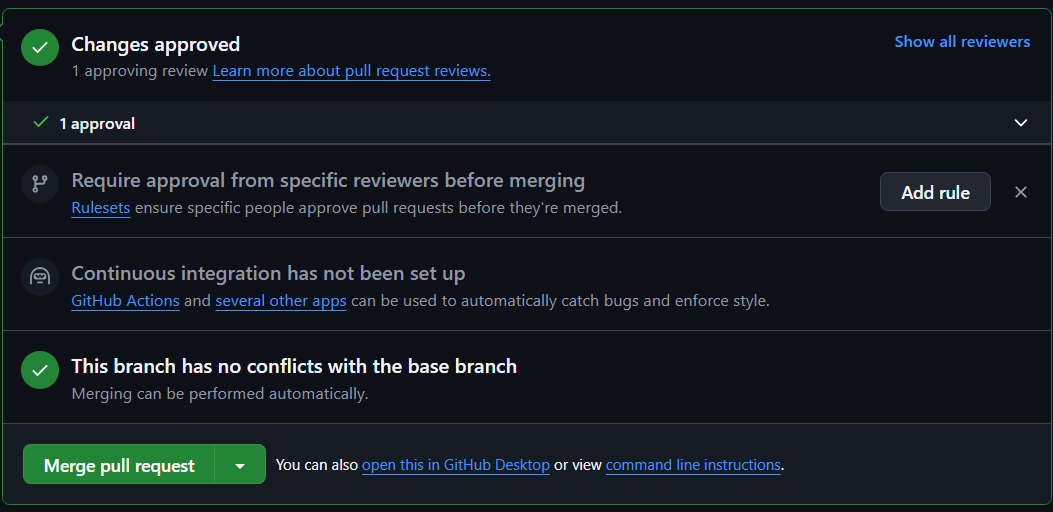 Changes approved
Show all reviewers
1 approving review Learn more about pull request reviews.
1 approval
Require approval from specific reviewers before merging
Rulesets ensure specific people approve pull requests before they're merged.
Add rule
Continuous integration has not been set up
GitHub Actions and several other apps can be used to automatically catch bugs and enforce style.
This branch has no conflicts with the base branch
Merging can be performed automatically.
Merge pull request
You can also open this in GitHub Desktop or view command line instructions.